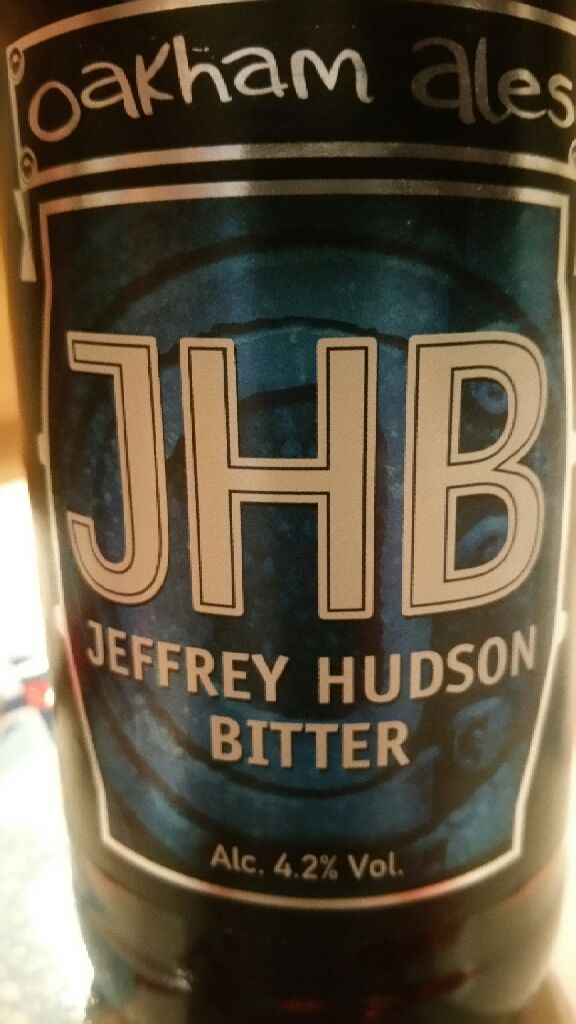 oakham ales
JHB
JEFFREY HUDSON
BITTER
Alc. 4.2% Vol.